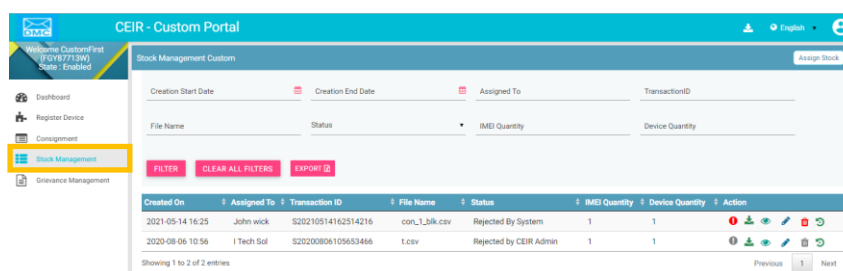 DMC
CEIR - Custom Portal
English
Welcome CustomFirst
(FGY87713W)
State : Enabled
Stock Management Custom
Assign Stock
Dashboard
Register Device
Consignment
Stock Management
Grievance Management
Creation Start Date
Creation End Date
Assigned To
TransactionID
File Name
Status
IMEI Quantity
Device Quantity
FILTER
CLEAR ALL FILTERS
EXPORT
Created On Assigned To Transaction ID File Name Status IMEI Quantity Device Quantity Action
2021-05-14 16:25 John wick S20210514162514216 con_1_blk.csv Rejected By System 1 1
2020-08-06 10:56 I Tech Sol S20200806105653466 t.csv Rejected by CEIR Admin 1 1
Showing 1 to 2 of 2 entries
Previous 1 Next